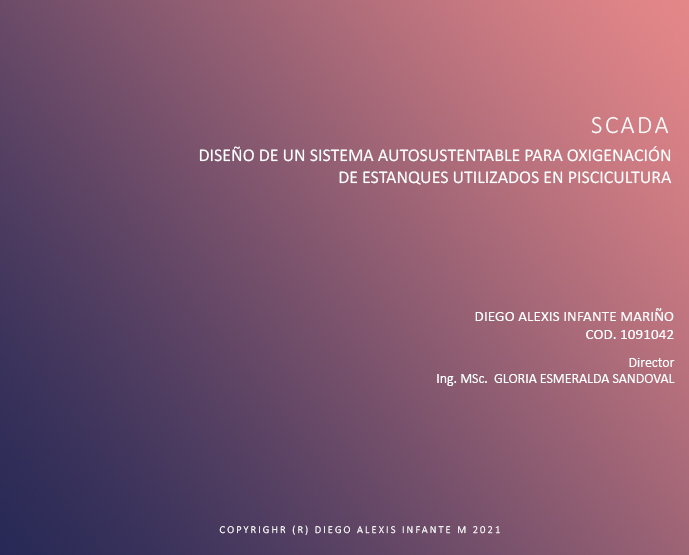 SCADA
DISEÑO DE UN SISTEMA AUTOSUSTENTABLE PARA OXIGENACIÓN
DE ESTANQUES UTILIZADOS EN PISCICULTURA
DIEGO ALEXIS INFANTE MARIÑO
COD. 1091042
Director
Ing. MSc. GLORIA ESMERALDA SANDOVAL
COPYRIGHR (R) DIEGO ALEXIS INFANTE M 2021